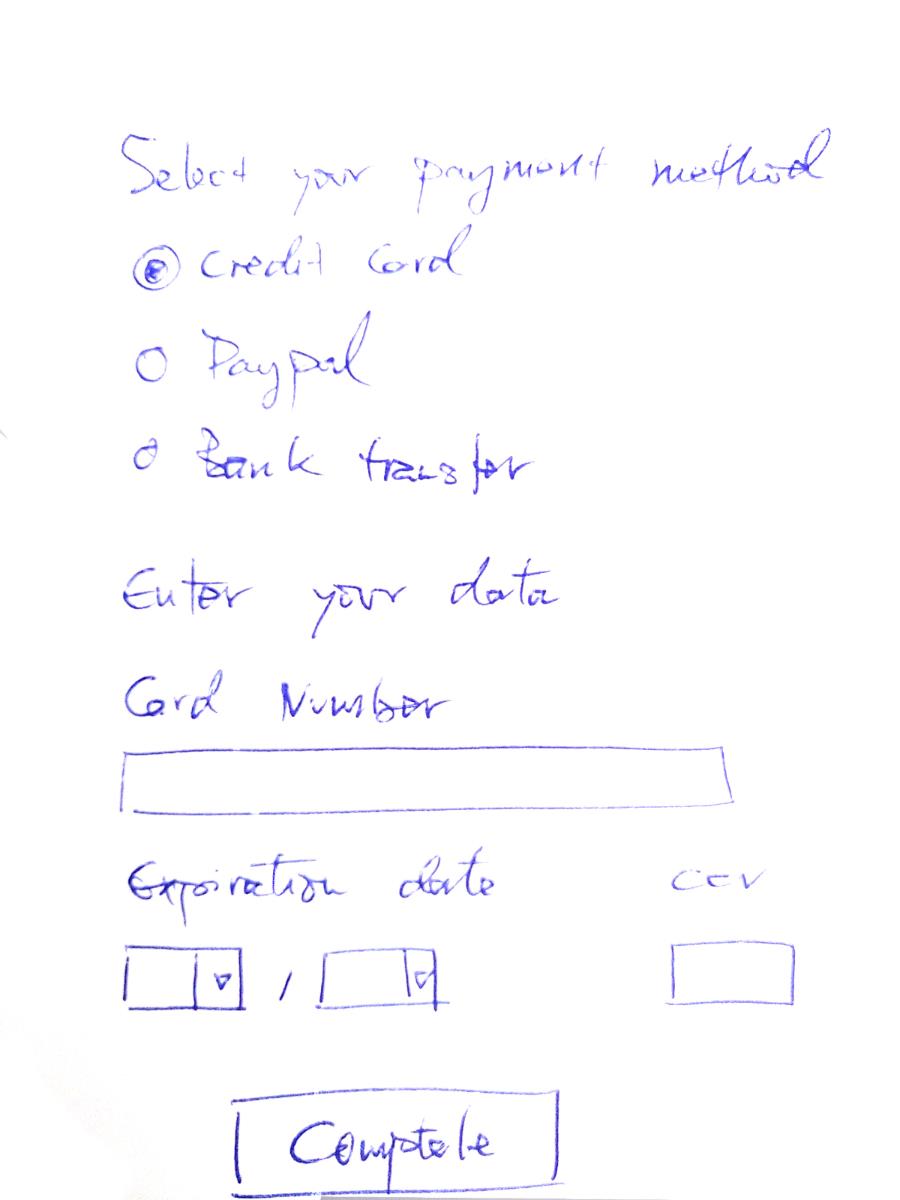 Select your payment method
Credit Card
Paypal
Bank transfer
Enter your data
Card Number
Expiration date CCV
/
Complete